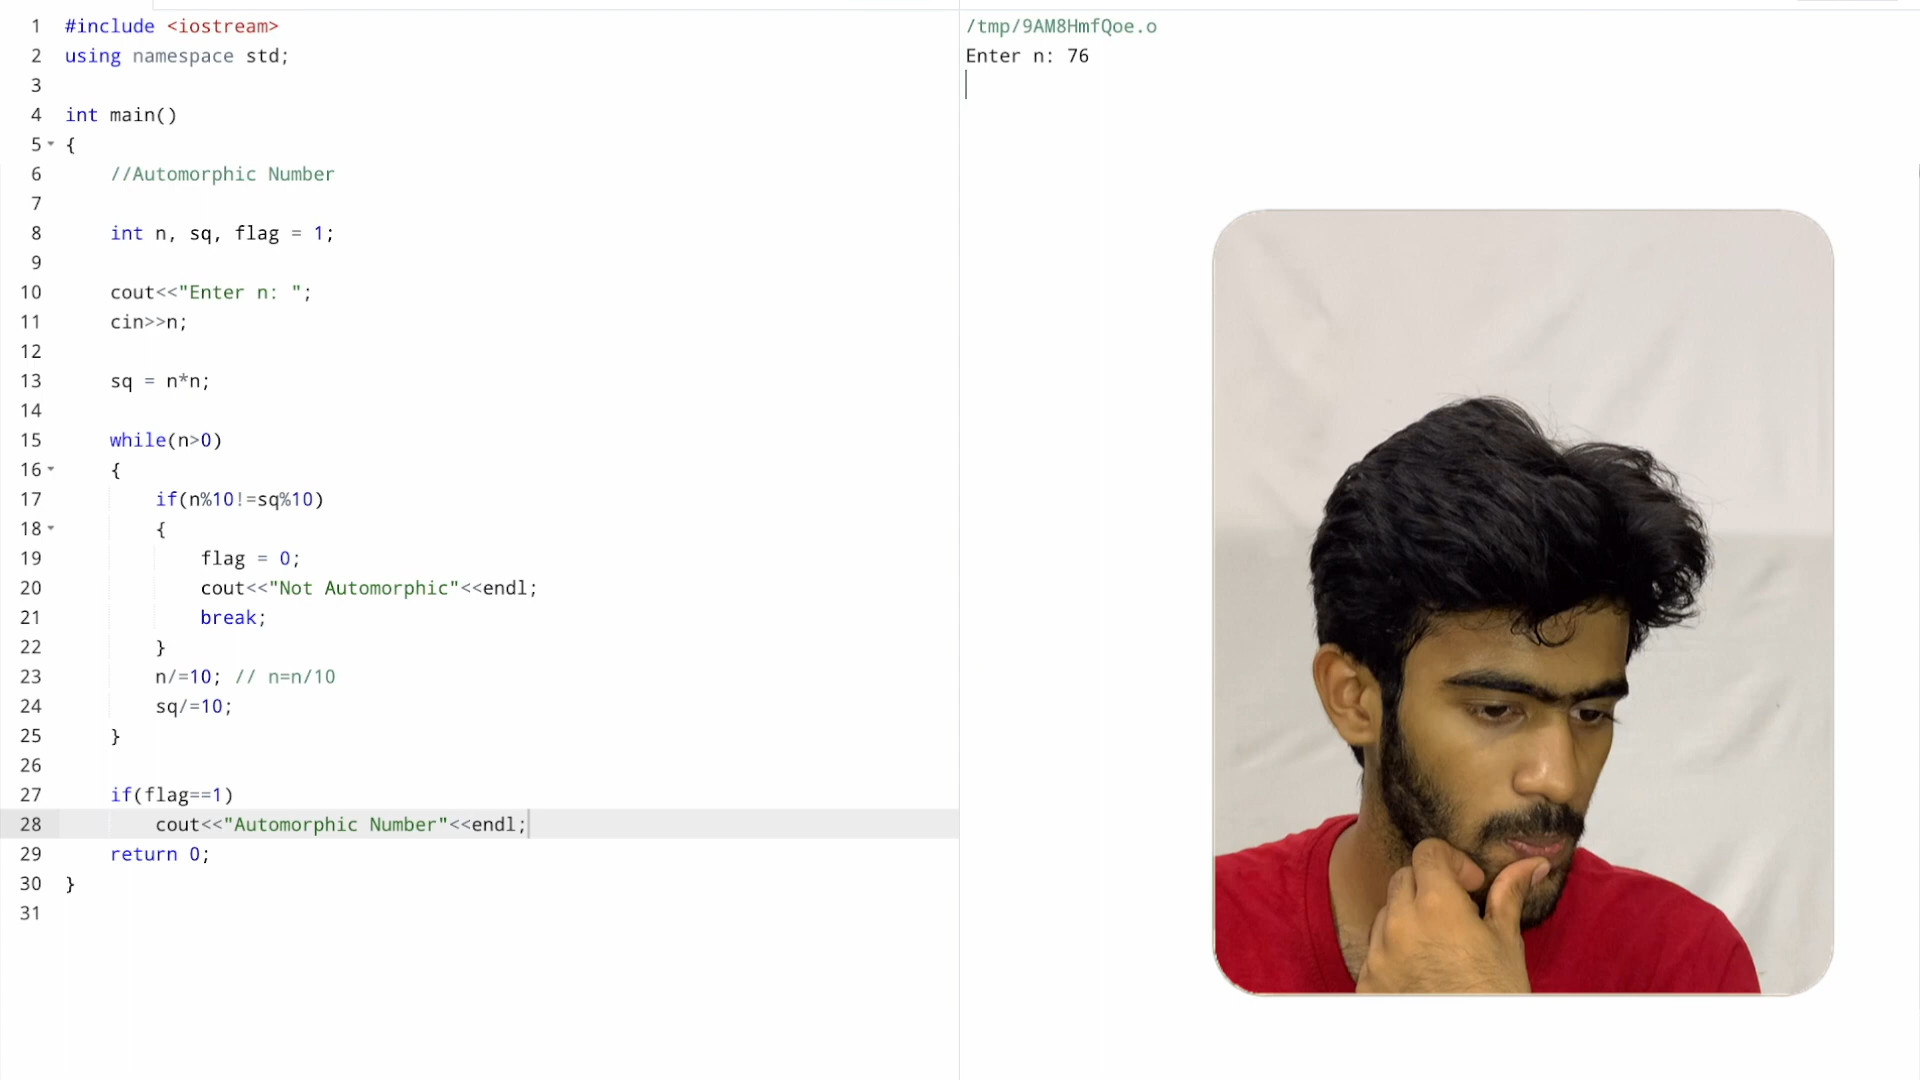 1 #include <iostream>
2 using namespace std;
3
4 int main()
5 {
6 //Automorphic Number
7
8 int n, sq, flag = 1;
9
10 cout<<"Enter n: ";
11 cin>>n;
12
13 sq = n*n;
14
15 while(n>0)
16 {
17 if(n%10!=sq%10)
18 {
19 flag = 0;
20 cout<<"Not Automorphic"<<endl;
21 break;
22 }
23 n/=10; // n=n/10
24 sq/=10;
25 }
26
27 if(flag==1)
28 cout<<"Automorphic Number"<<endl;
29 return 0;
30 }
31
/tmp/9AM8HmfQoe.o
Enter n: 76